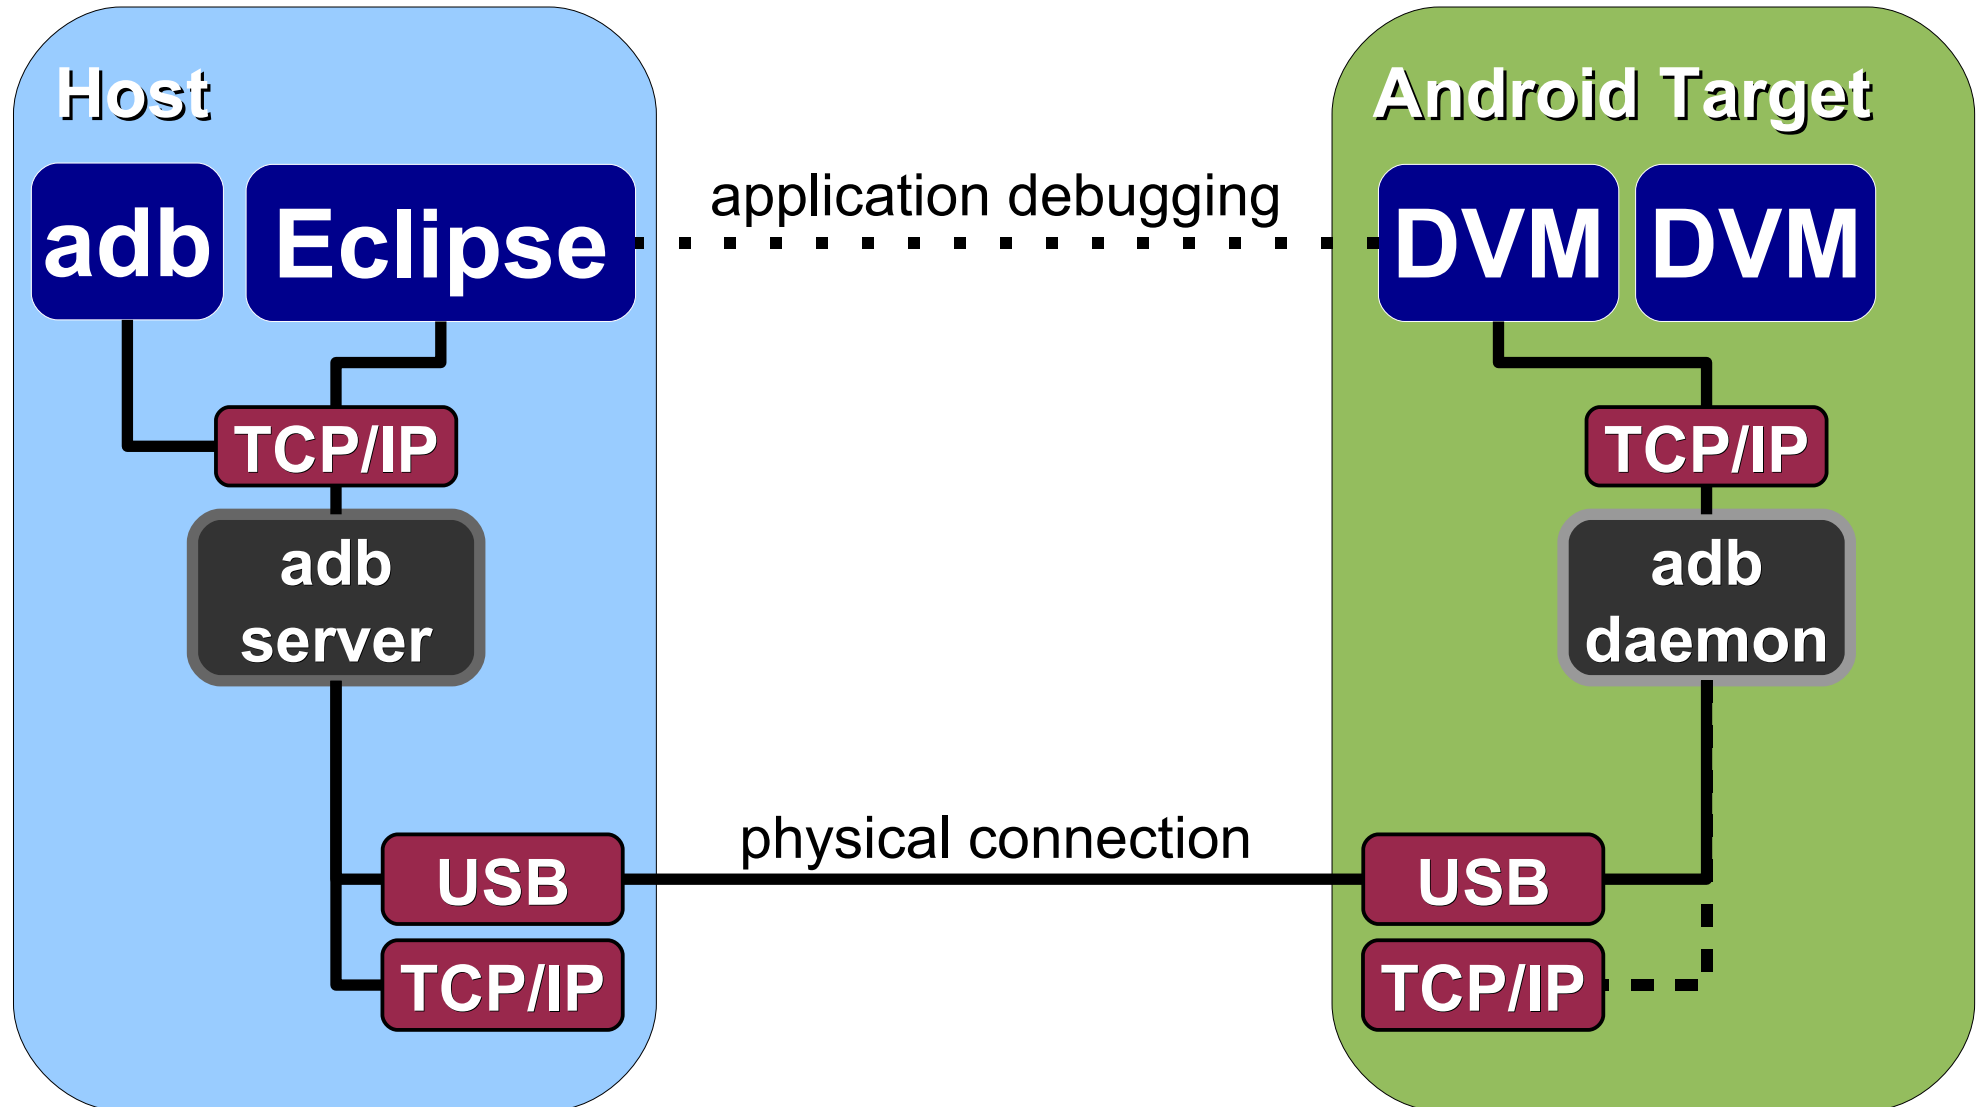 Host
adb
Eclipse
TCP/IP
adb
server
USB
TCP/IP
application debugging
physical connection
Android Target
DVM
DVM
TCP/IP
adb
daemon
USB
TCP/IP